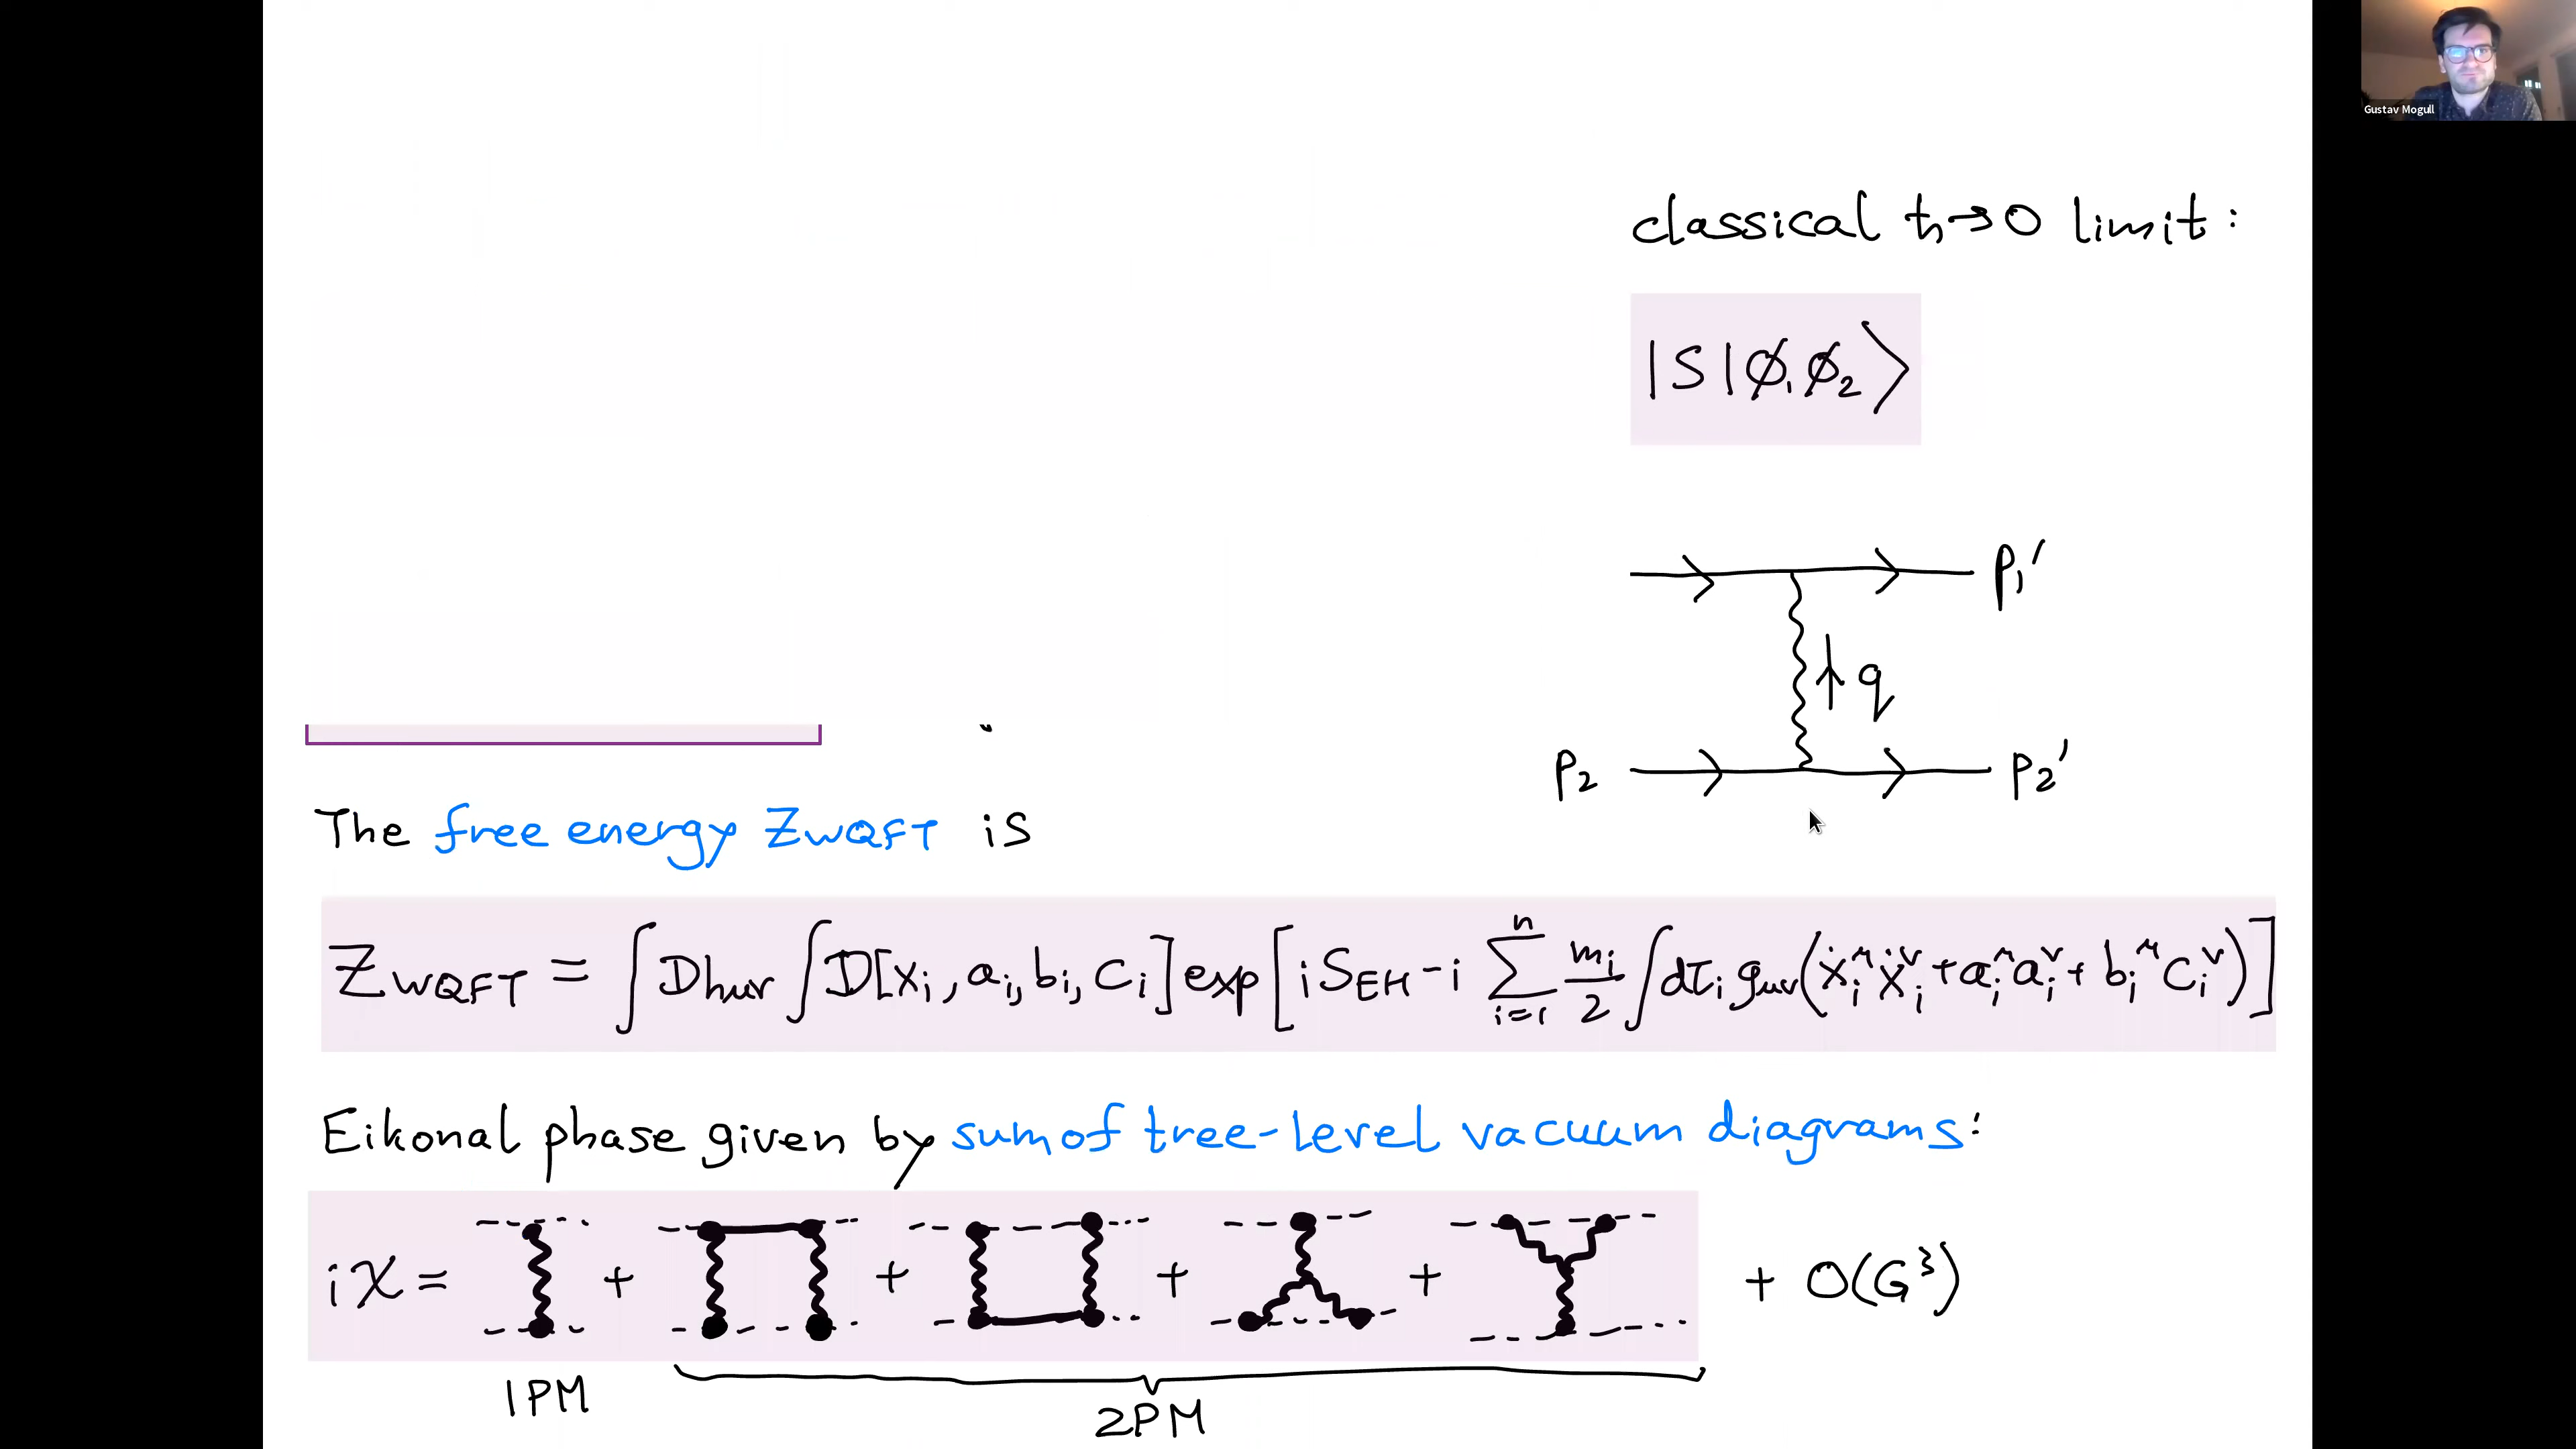 Gustav Mogull
classical ħ→0 limit:
|S|ϕ₁ϕ₂⟩
p₁′
q
p₂ p₂′
The free energy Z_WQFT is
Z_WQFT = ∫Dh_μν ∫D[x_i, a_i, b_i, c_i] exp[iS_EH - i ∑_{i=1}^{n} m_i/2 ∫dτ_i g_μν(ẋ_i^μ ẋ_i^ν + a_i^μ a_i^ν + b_i^μ c_i^ν)]
Eikonal phase given by sum of tree-level vacuum diagrams:
iχ = + + + + + O(G³)
1PM
2PM